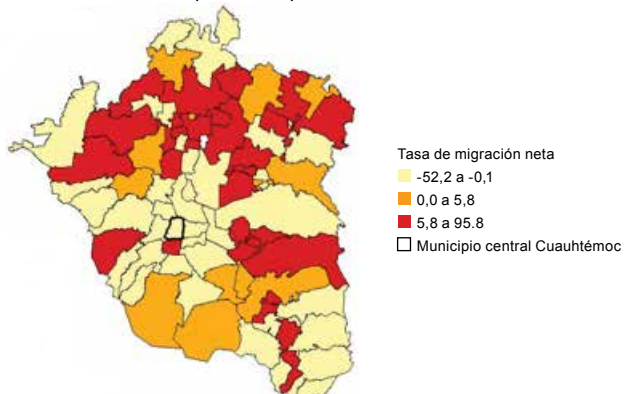 Tasa de migración neta
-52,2 a -0,1
0,0 a 5,8
5,8 a 95.8
Municipio central Cuauhtémoc